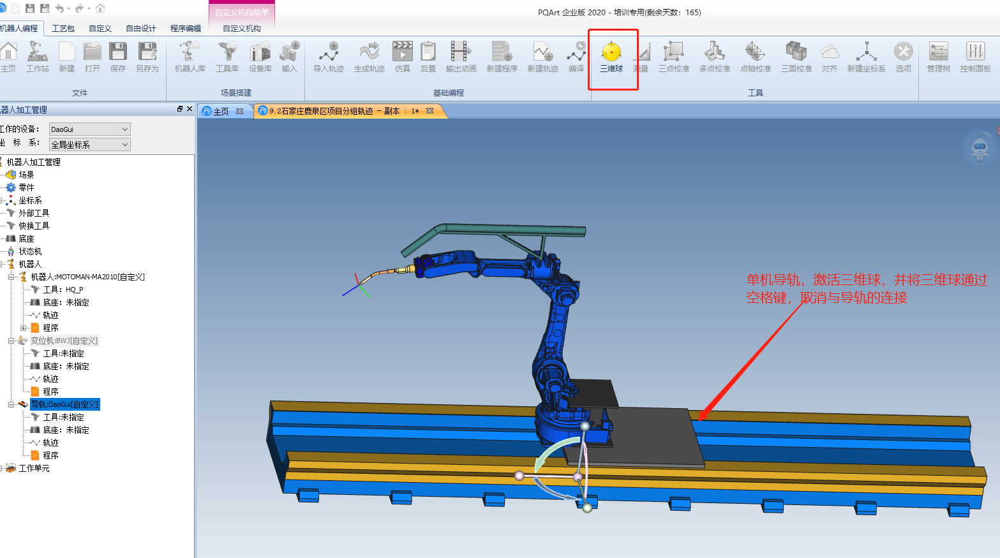 自定义机构菜单
PQArt 企业版 2020 - 培训专用(剩余天数：165)
机器人编程 工艺包 自定义 自由设计 程序编辑 自定义机构
主页 工作站 新建 打开 保存 另存为 机器人库 工具库 设备库 输入 导入轨迹 生成轨迹 仿真 后置 输出动画 新建程序 新建轨迹 编译 三维球 测量 三点校准 多点校准 点轴校准 三面校准 对齐 新建坐标系 选项 管理树 控制面板
文件 场景搭建 基础编程 工具
器人加工管理
主页
9.2石家庄鹿泉区项目分组轨迹 - 副本 : 1*
工作的设备： DaoGui
坐 标 系： 全局坐标系
机器人加工管理
场景
零件
坐标系
外部工具
快换工具
底座
状态机
机器人
机器人:MOTOMAN-MA2010[自定义]
工具：HQ_P
底座：未指定
轨迹
程序
变位机:BWJ[自定义]
工具:未指定
底座：未指定
轨迹
程序
导轨:DaoGui[自定义]
工具:未指定
底座：未指定
轨迹
程序
工作单元
单机导轨，激活三维球，并将三维球通过
空格键，取消与导轨的连接